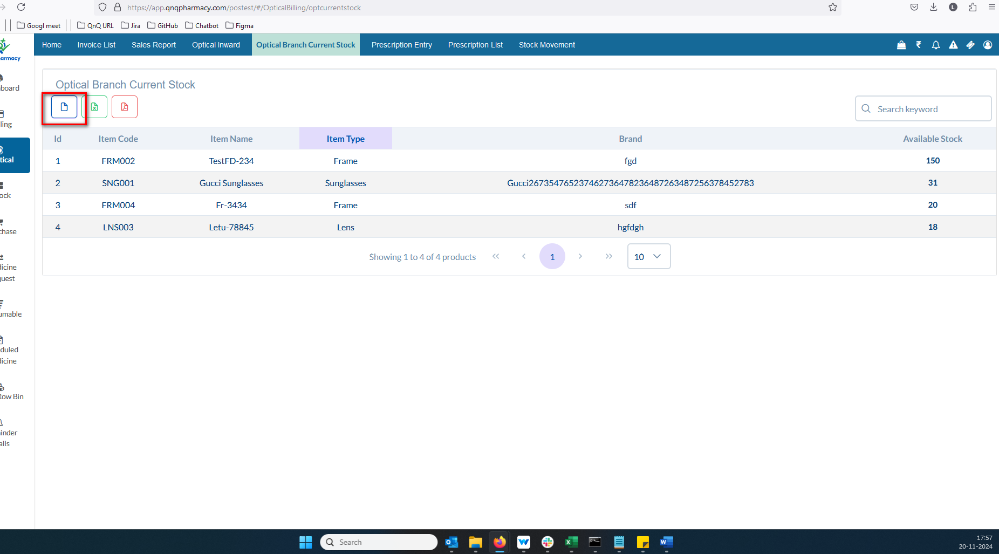 https://app.qnqpharmacy.com/postest/#/OpticalBilling/optcurrentstock
L
Googl meet QnQ URL Jira GitHub Chatbot Figma
Home Invoice List Sales Report Optical Inward Optical Branch Current Stock Prescription Entry Prescription List Stock Movement
armacy
Optical Branch Current Stock
Search keyword
Id Item Code Item Name Item Type Brand Available Stock
1 FRM002 TestFD-234 Frame fgd 150
2 SNG001 Gucci Sunglasses Sunglasses Gucci267354765237462736478236487263487256378452783 31
3 FRM004 Fr-3434 Frame sdf 20
4 LNS003 Letu-78845 Lens hgfdgh 18
Showing 1 to 4 of 4 products 1 10
board
ling
tical
ock
chase
dicine
quest
umable
duled
dicine
Row Bin
inder
alls
Search
17:57
20-11-2024